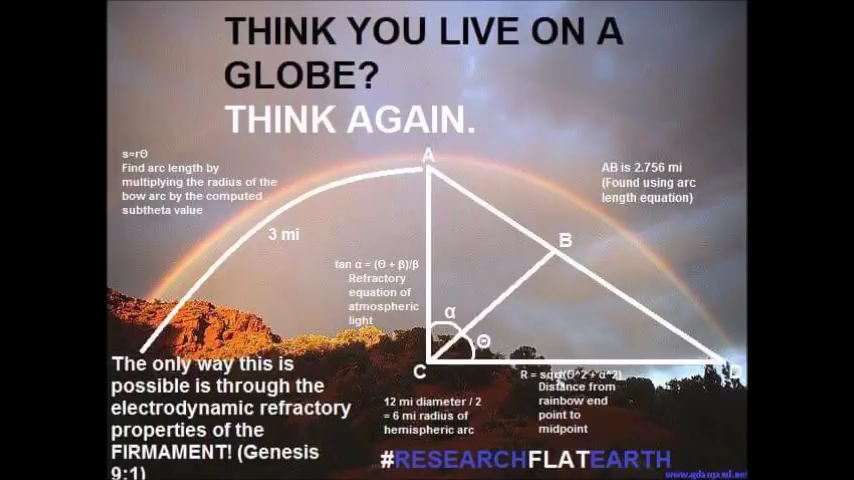 THINK YOU LIVE ON A
GLOBE?
THINK AGAIN.
s=rΘ
Find arc length by
multiplying the radius of the
bow arc by the computed
subtheta value
A
AB is 2.756 mi
(Found using arc
length equation)
3 mi
B
tan α = (Θ + β)/β
Refractory
equation of
atmospheric
light
α
Θ
C
D
The only way this is
possible is through the
electrodynamic refractory
properties of the
FIRMAMENT! (Genesis
9:1)
12 mi diameter / 2
= 6 mi radius of
hemispheric arc
R = sqrd(Θ^2 + α^2)
Distance from
rainbow end
point to
midpoint
#RESEARCHFLATEARTH